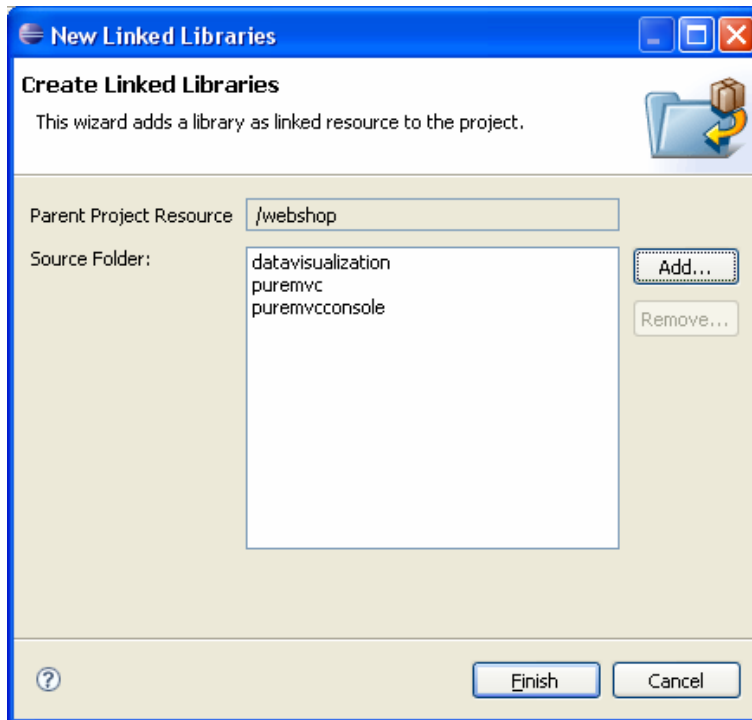 New Linked Libraries
Create Linked Libraries
This wizard adds a library as linked resource to the project.
Parent Project Resource /webshop
Source Folder:
datavisualization
puremvc
puremvcconsole
Add...
Remove...
?
Finish Cancel